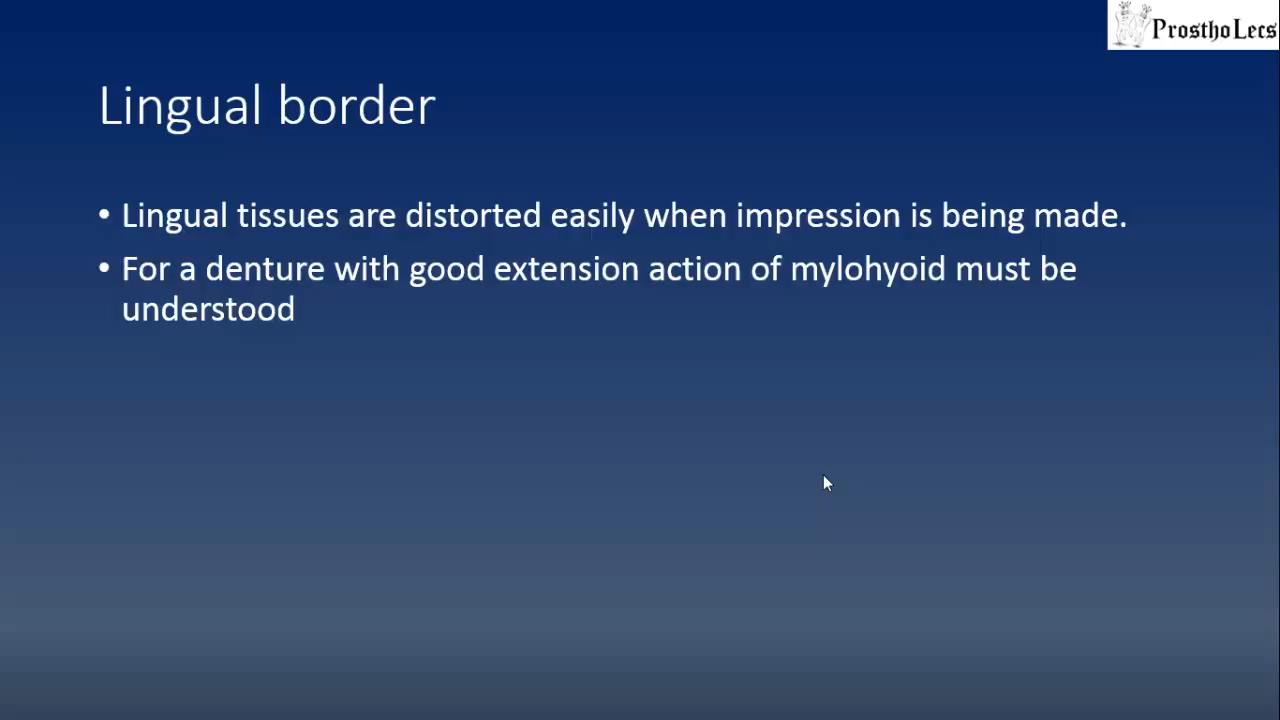 ProsthoLecs
Lingual border
• Lingual tissues are distorted easily when impression is being made.
• For a denture with good extension action of mylohyoid must be
understood